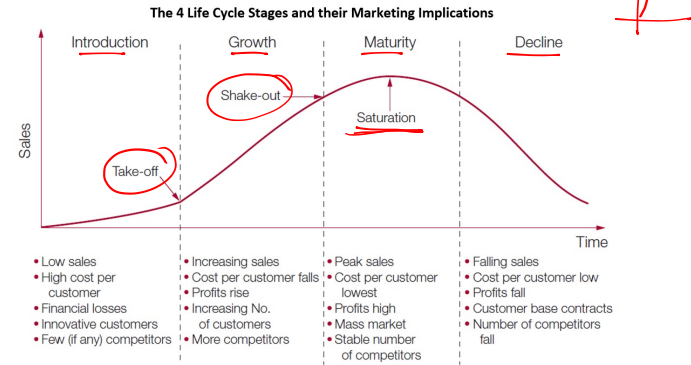 The 4 Life Cycle Stages and their Marketing Implications
Introduction
Growth
Maturity
Decline
Shake-out
Saturation
Take-off
Sales
Time
• Low sales
• High cost per
customer
• Financial losses
• Innovative customers
• Few (if any) competitors
• Increasing sales
• Cost per customer falls
• Profits rise
• Increasing No.
of customers
• More competitors
• Peak sales
• Cost per customer
lowest
• Profits high
• Mass market
• Stable number
of competitors
• Falling sales
• Cost per customer low
• Profits fall
• Customer base contracts
• Number of competitors
fall